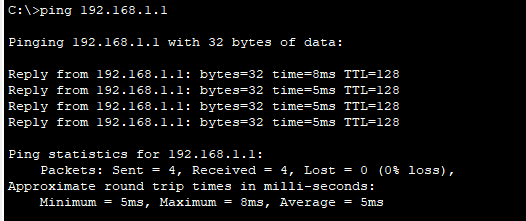 C:\>ping 192.168.1.1
Pinging 192.168.1.1 with 32 bytes of data:
Reply from 192.168.1.1: bytes=32 time=8ms TTL=128
Reply from 192.168.1.1: bytes=32 time=5ms TTL=128
Reply from 192.168.1.1: bytes=32 time=5ms TTL=128
Reply from 192.168.1.1: bytes=32 time=5ms TTL=128
Ping statistics for 192.168.1.1:
    Packets: Sent = 4, Received = 4, Lost = 0 (0% loss),
Approximate round trip times in milli-seconds:
    Minimum = 5ms, Maximum = 8ms, Average = 5ms